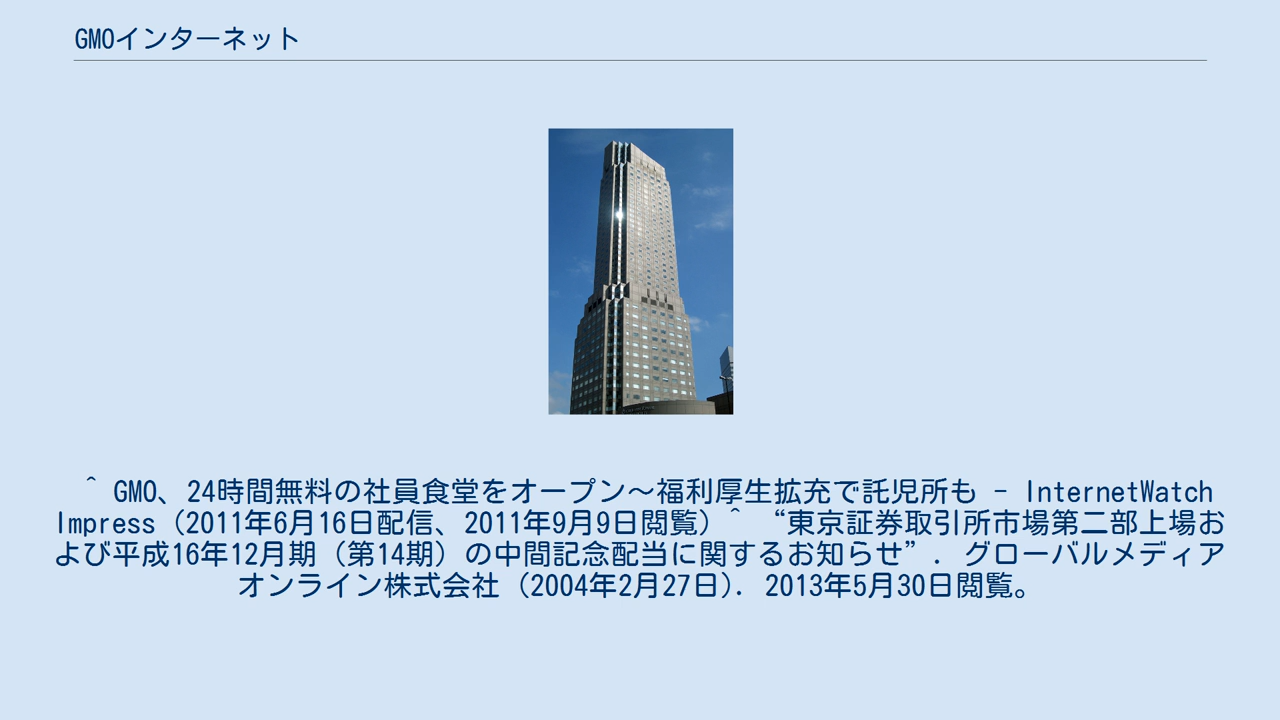 GMOインターネット
＾ GMO、24時間無料の社員食堂をオープン～福利厚生拡充で託児所も - InternetWatch
Impress（2011年6月16日配信、2011年9月9日閲覧）＾ “東京証券取引所市場第二部上場お
よび平成16年12月期（第14期）の中間記念配当に関するお知らせ”. グローバルメディア
オンライン株式会社 (2004年2月27日). 2013年5月30日閲覧。